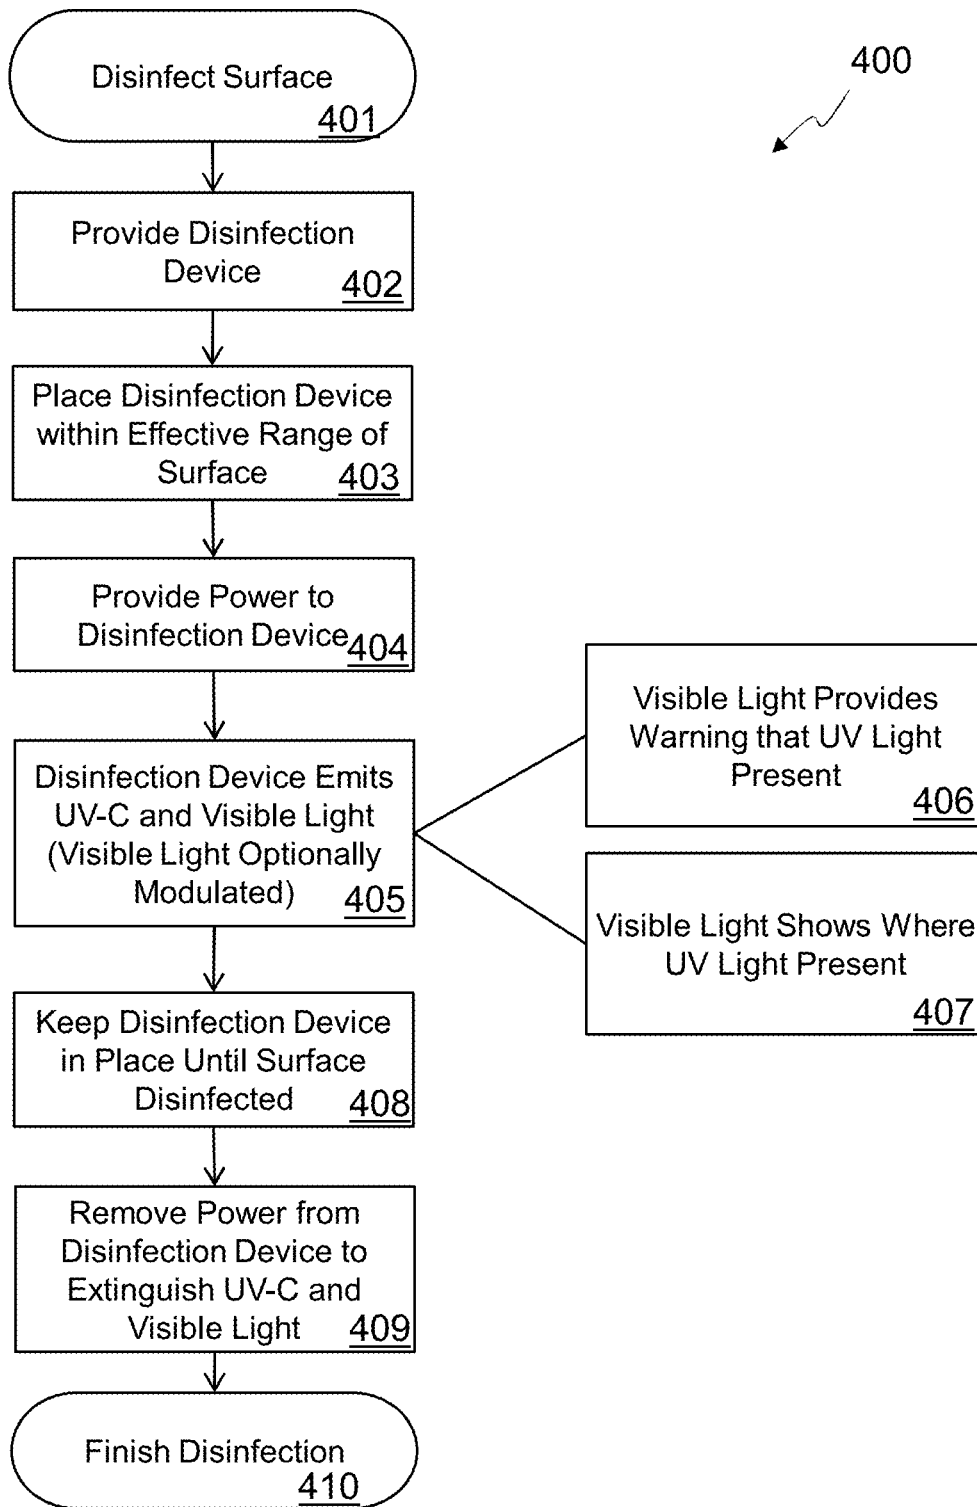 400
Disinfect Surface
401
Provide Disinfection
Device
402
Place Disinfection Device
within Effective Range of
Surface
403
Provide Power to
Disinfection Device
404
Disinfection Device Emits
UV-C and Visible Light
(Visible Light Optionally
Modulated)
405
Visible Light Provides
Warning that UV Light
Present
406
Visible Light Shows Where
UV Light Present
407
Keep Disinfection Device
in Place Until Surface
Disinfected
408
Remove Power from
Disinfection Device to
Extinguish UV-C and
Visible Light
409
Finish Disinfection
410